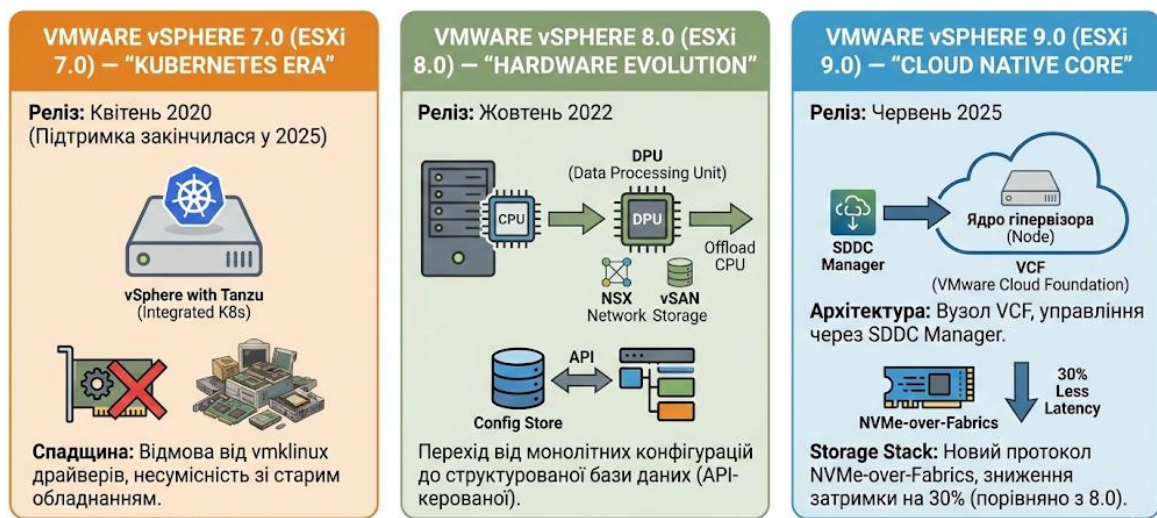 VMWARE vSPHERE 7.0 (ESXi
7.0) — “KUBERNETES ERA”
Реліз: Квітень 2020
(Підтримка закінчилася у 2025)
vSphere with Tanzu
(Integrated K8s)
Спадщина: Відмова від vmklinux
драйверів, несумісність зі старим
обладнанням.
VMWARE vSPHERE 8.0 (ESXi
8.0) — “HARDWARE EVOLUTION”
Реліз: Жовтень 2022
DPU
(Data Processing Unit)
CPU
DPU
Offload
CPU
NSX
Network
vSAN
Storage
API
Config Store
Перехід від монолітних конфігурацій
до структурованої бази даних (API-
керованої).
VMWARE vSPHERE 9.0 (ESXi
9.0) — “CLOUD NATIVE CORE”
Реліз: Червень 2025
SDDC
Manager
Ядро гіпервізора
(Node)
VCF
(VMware Cloud Foundation)
Архітектура: Вузол VCF, управління
через SDDC Manager.
NVMe-over-Fabrics
30%
Less
Latency
Storage Stack: Новий протокол
NVMe-over-Fabrics, зниження
затримки на 30% (порівняно з 8.0).